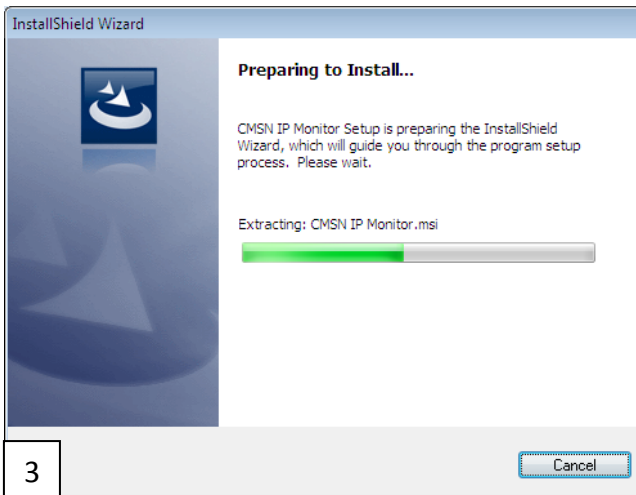 InstallShield Wizard
Preparing to Install...
CMSN IP Monitor Setup is preparing the InstallShield
Wizard, which will guide you through the program setup
process.  Please wait.
Extracting: CMSN IP Monitor.msi
Cancel
3